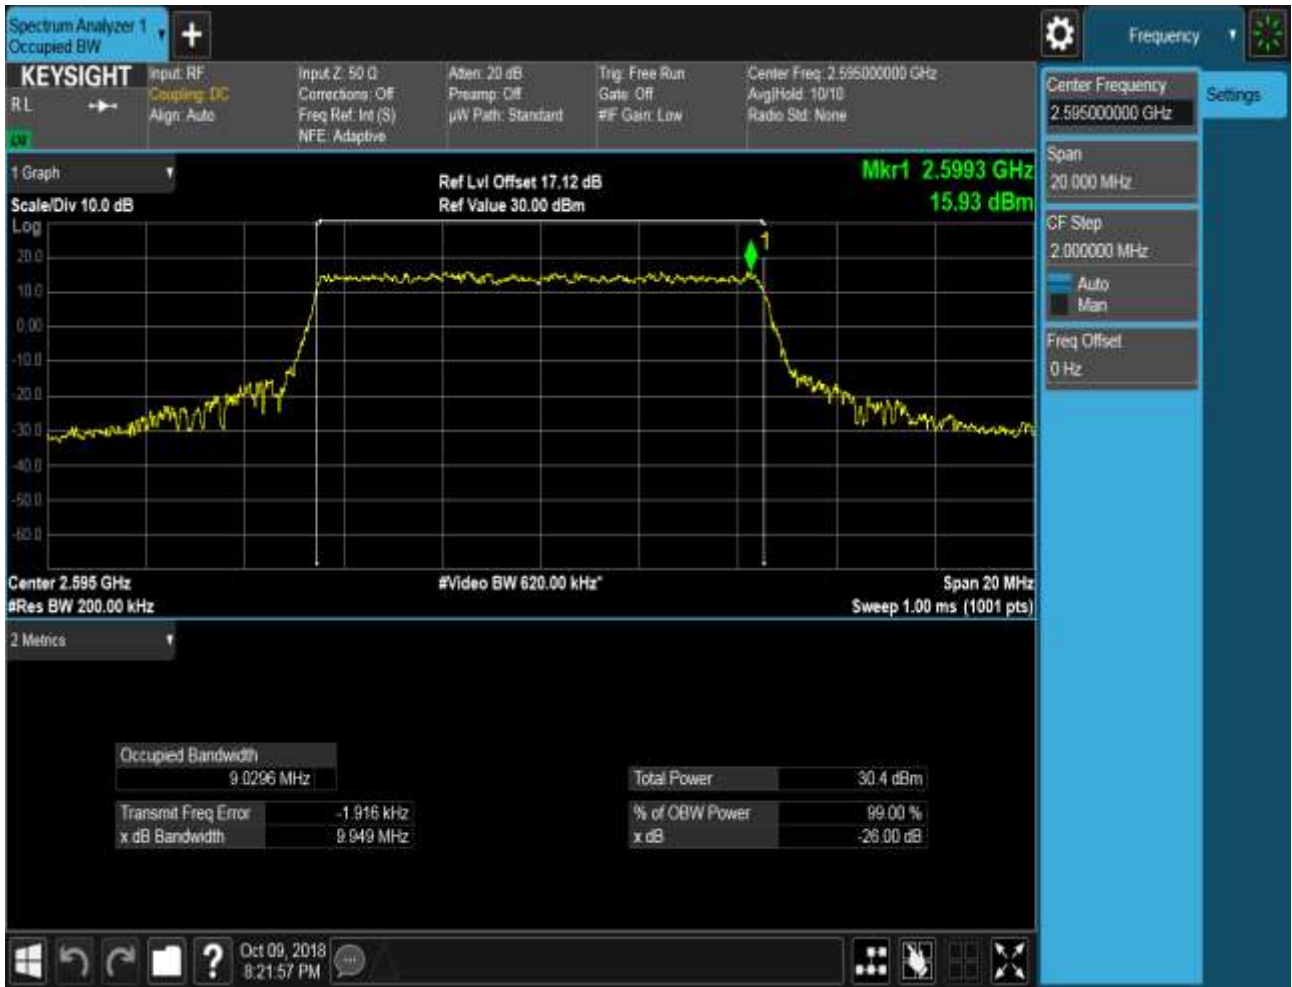 Spectrum Analyzer 1
Occupied BW
Frequency
KEYSIGHT
R L
Input: RF
Coupling: DC
Align: Auto
Input Z: 50 Ω
Corrections: Off
Freq Ref: Int (S)
NFE: Adaptive
Atten: 20 dB
Preamp: Off
µW Path: Standard
Trig: Free Run
Gate: Off
#IF Gain: Low
Center Freq: 2.595000000 GHz
Avg|Hold: 10/10
Radio Std: None
Center Frequency
2.595000000 GHz
Settings
Span
20.000 MHz
CF Step
2.000000 MHz
Auto
Man
Freq Offset
0 Hz
1 Graph
Scale/Div 10.0 dB
Ref Lvl Offset 17.12 dB
Ref Value 30.00 dBm
Mkr1 2.5993 GHz
15.93 dBm
Log
1
20.0
10.0
0.00
-10.0
-20.0
-30.0
-40.0
-50.0
-60.0
Center 2.595 GHz
#Video BW 620.00 kHz*
Span 20 MHz
#Res BW 200.00 kHz
Sweep 1.00 ms (1001 pts)
2 Metrics
Occupied Bandwidth
9.0296 MHz
Total Power 30.4 dBm
Transmit Freq Error -1.916 kHz
% of OBW Power 99.00 %
x dB Bandwidth 9.949 MHz
x dB -26.00 dB
Oct 09, 2018
8:21:57 PM